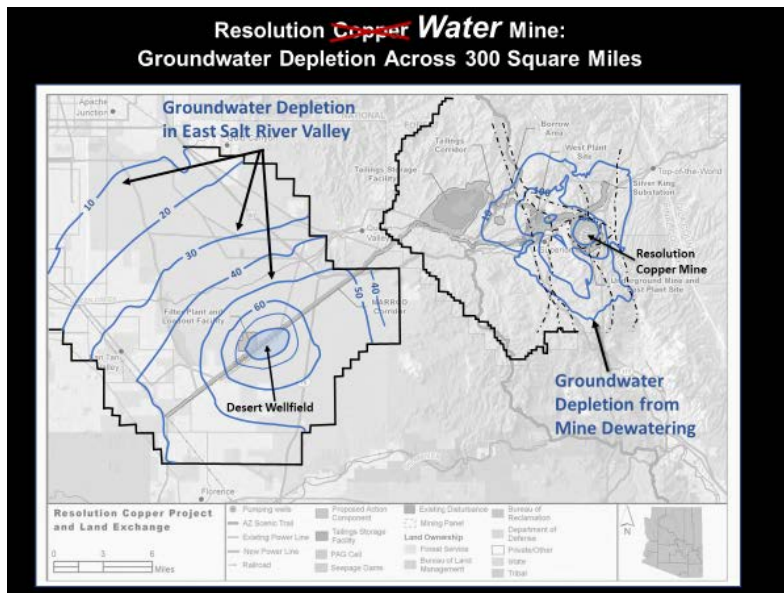 Resolution Copper Water Mine:
Groundwater Depletion Across 300 Square Miles
Apache
Junction
Groundwater Depletion
in East Salt River Valley
NATIONAL
Borrow
Area
West Plant
Site
Tailings
Corridor
Tailings Storage
Facility
Top-of-the-World
Silver King
Substation
10
20
30
40
50
40
60
10
100
Valley
Superior
Resolution
Copper Mine
Underground Mine and
East Plant Site
MARRCO
Corridor
Filter Plant and
Loadout Facility
Valley
Desert Wellfield
Groundwater
Depletion from
Mine Dewatering
Florence
Resolution Copper Project
and Land Exchange
0 3 6
Miles
Pumping wells
AZ Scenic Trail
Existing Power Line
New Power Line
Railroad
Proposed Action
Component
Tailings Storage
Facility
PAG Cell
Seepage Dams
Existing Disturbance
Mining Panel
Land Ownership
Forest Service
Bureau of Land
Management
Bureau of
Reclamation
Department of
Defense
Private/Other
State
Tribal
N